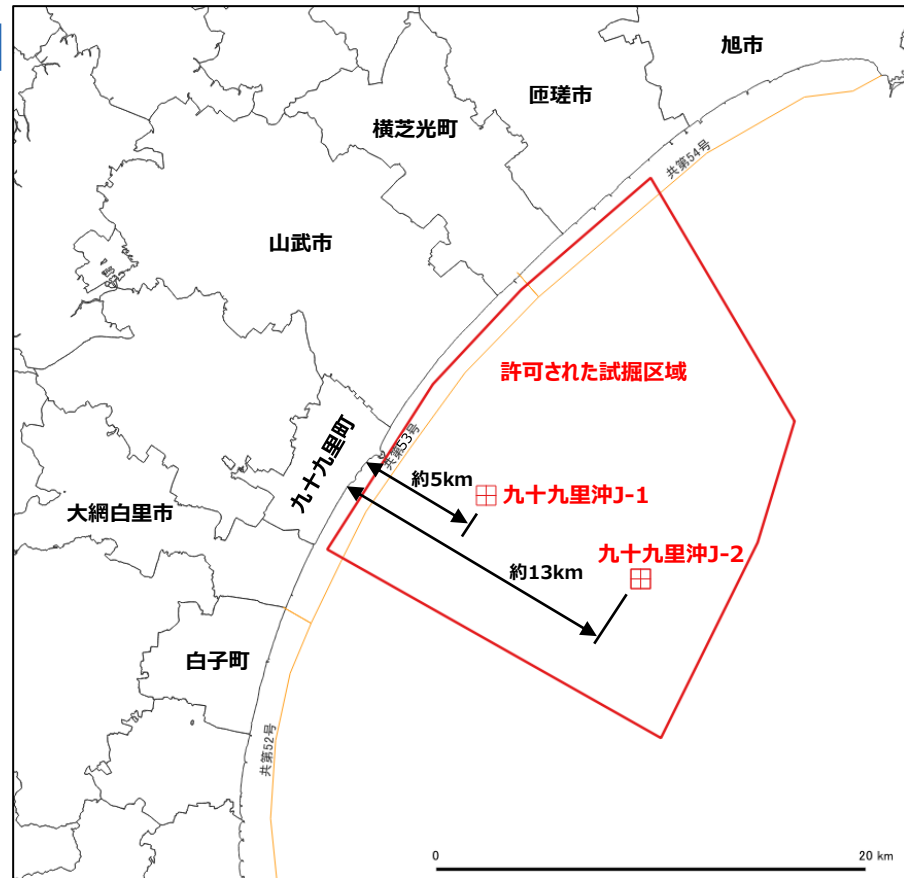 旭市
匝瑳市
横芝光町
共第54号
山武市
許可された試掘区域
九十九里町
共第53号
約5km
九十九里沖J-1
大網白里市
九十九里沖J-2
約13km
白子町
共第52号
0
20 km